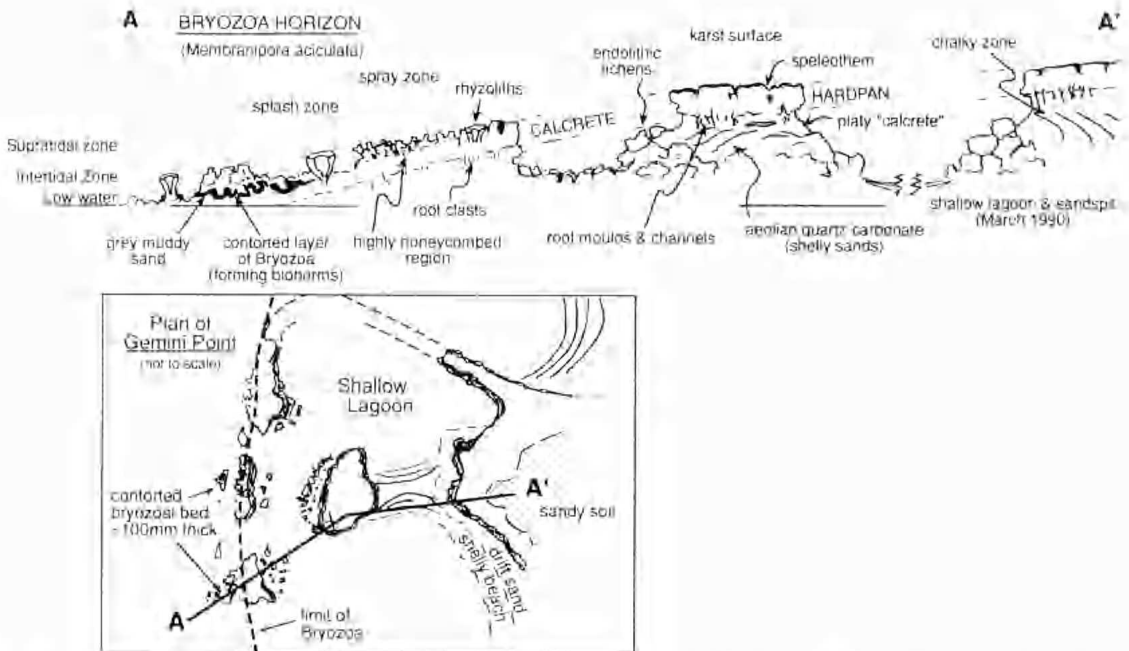 A
BRYOZOA HORIZON
(Membranipora aciculata)
A'
spray zone
splash zone
rhyzoliths
endolithic
lichens
karst surface
speleothem
chalky zone
CALCRETE
HARDPAN
platy "calcrete"
Supratidal zone
Intertidal Zone
Low water
grey muddy
sand
contorted layer
of Bryozoa
(forming bioherms)
highly honeycombed
region
root clasts
root moulds & channels
aeolian quartz carbonate
(shelly sands)
shallow lagoon & sandspit
(March 1990)
Plan of
Gemini Point
(not to scale)
Shallow
Lagoon
contorted
bryozoal bed
100mm thick
A
A'
sandy soil
drift sand
shelly beach
limit of
Bryozoa